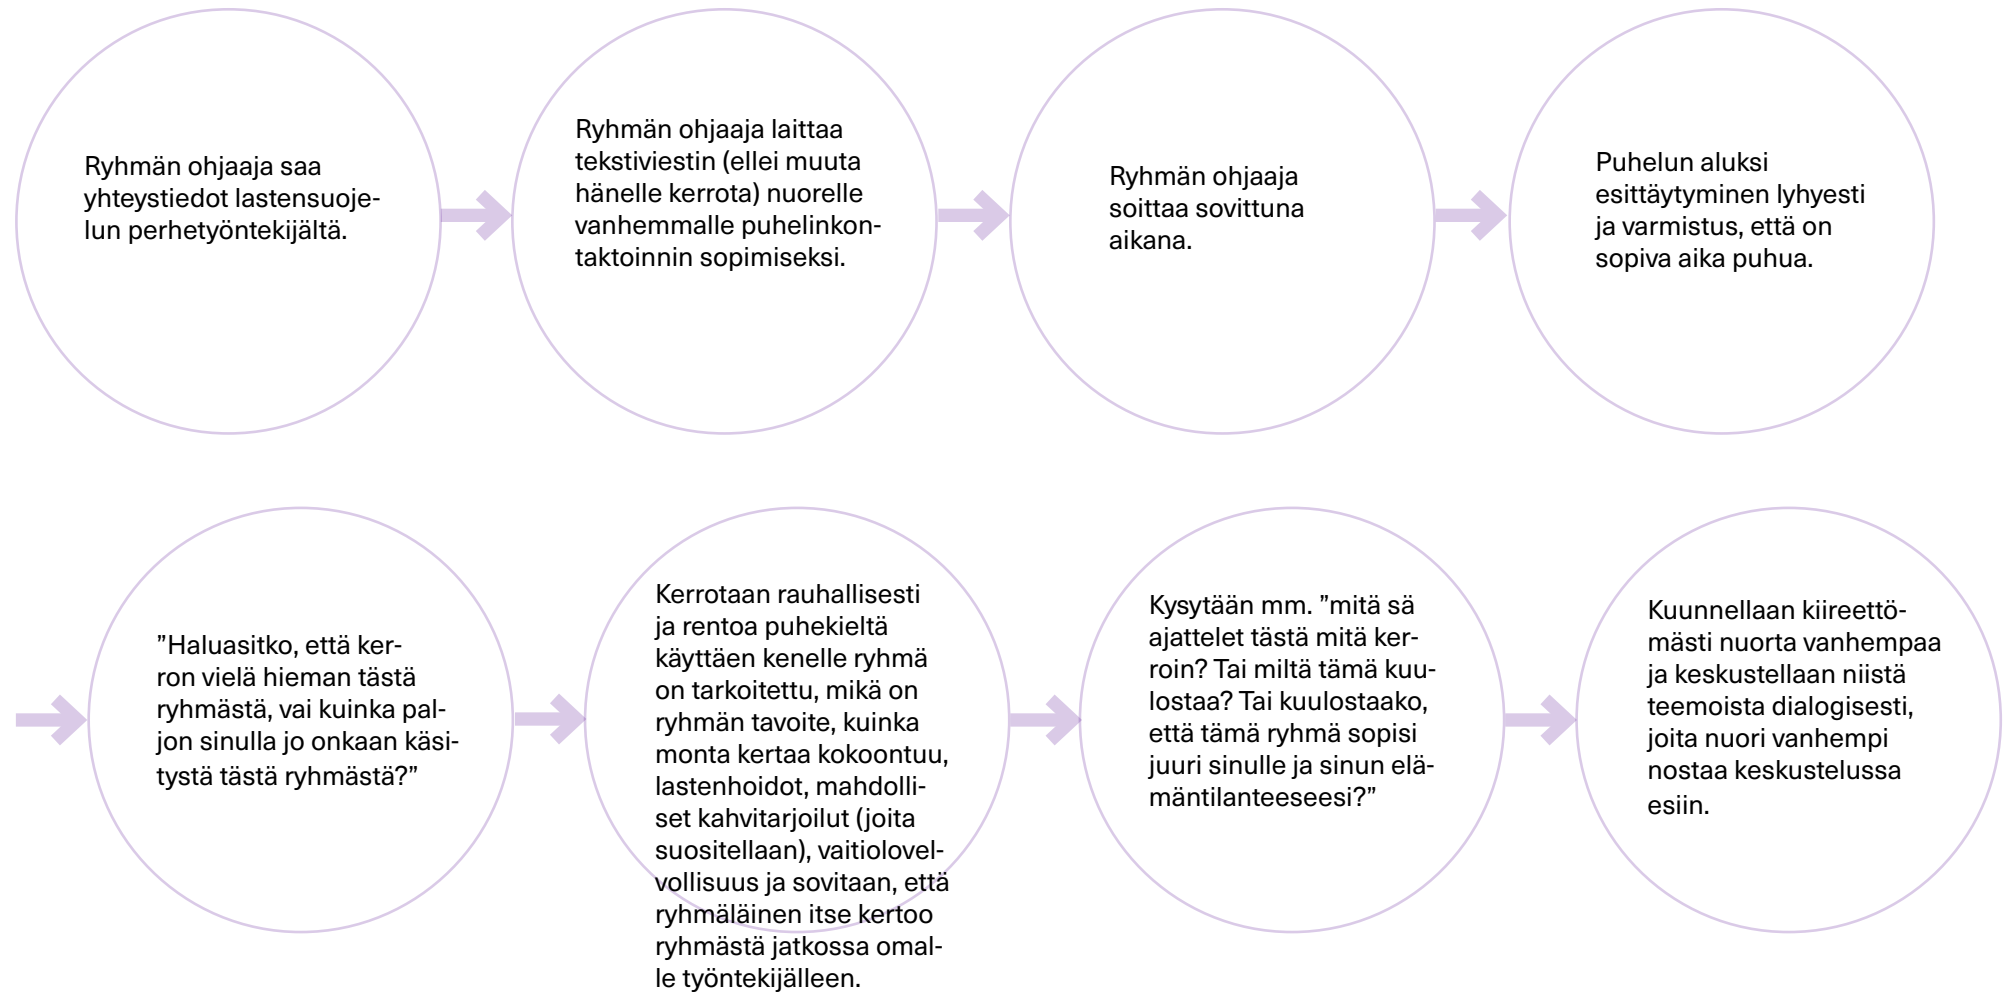 Ryhmän ohjaaja saa
yhteystiedot lastensuoje-
lun perhetyöntekijältä.
Ryhmän ohjaaja laittaa
tekstiviestin (ellei muuta
hänelle kerrota) nuorelle
vanhemmalle puhelinkon-
taktoinnin sopimiseksi.
Ryhmän ohjaaja
soittaa sovittuna
aikana.
Puhelun aluksi
esittäytyminen lyhyesti
ja varmistus, että on
sopiva aika puhua.
”Haluasitko, että ker-
ron vielä hieman tästä
ryhmästä, vai kuinka pal-
jon sinulla jo onkaan käsi-
tystä tästä ryhmästä?”
Kerrotaan rauhallisesti
ja rentoa puhekieltä
käyttäen kenelle ryhmä
on tarkoitettu, mikä on
ryhmän tavoite, kuinka
monta kertaa kokoontuu,
lastenhoidot, mahdolli-
set kahvitarjoilut (joita
suositellaan), vaitiolovel-
vollisuus ja sovitaan, että
ryhmäläinen itse kertoo
ryhmästä jatkossa omal-
le työntekijälleen.
Kysytään mm. ”mitä sä
ajattelet tästä mitä ker-
roin? Tai miltä tämä kuu-
lostaa? Tai kuulostaako,
että tämä ryhmä sopisi
juuri sinulle ja sinun elä-
mäntilanteeseesi?”
Kuunnellaan kiireettö-
mästi nuorta vanhempaa
ja keskustellaan niistä
teemoista dialogisesti,
joita nuori vanhempi
nostaa keskustelussa
esiin.